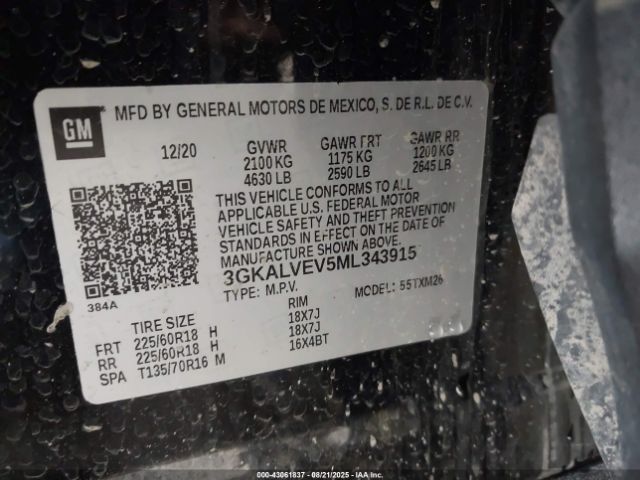 GM
MFD BY GENERAL MOTORS DE MEXICO, S. DE R.L. DE C.V.
12/20 GVWR GAWR FRT GAWR RR
2100 KG 1175 KG 1200 KG
4630 LB 2590 LB 2645 LB
THIS VEHICLE CONFORMS TO ALL
APPLICABLE U.S. FEDERAL MOTOR
VEHICLE SAFETY AND THEFT PREVENTION
STANDARDS IN EFFECT ON THE DATE OF
MANUFACTURE SHOWN ABOVE.
3GKALVEV5ML343915
384A
TYPE: M.P.V. MODEL: 55TXM26
TIRE SIZE RIM
FRT 225/60R18 H 18X7J
RR 225/60R18 H 18X7J
SPA T135/70R16 M 16X4BT
000-43061837 - 08/21/2025 - IAAI.COM